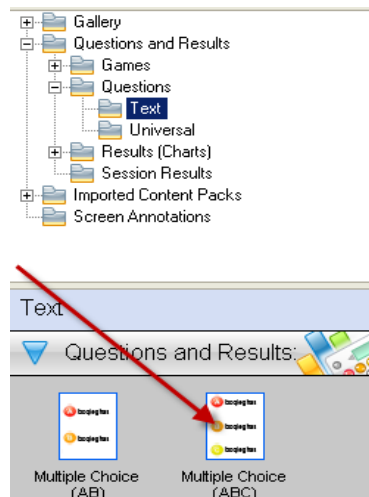 Gallery
Questions and Results
Games
Questions
Text
Universal
Results (Charts)
Session Results
Imported Content Packs
Screen Annotations
Text
Questions and Results:
Multiple Choice
(AB)
Multiple Choice
(ABC)